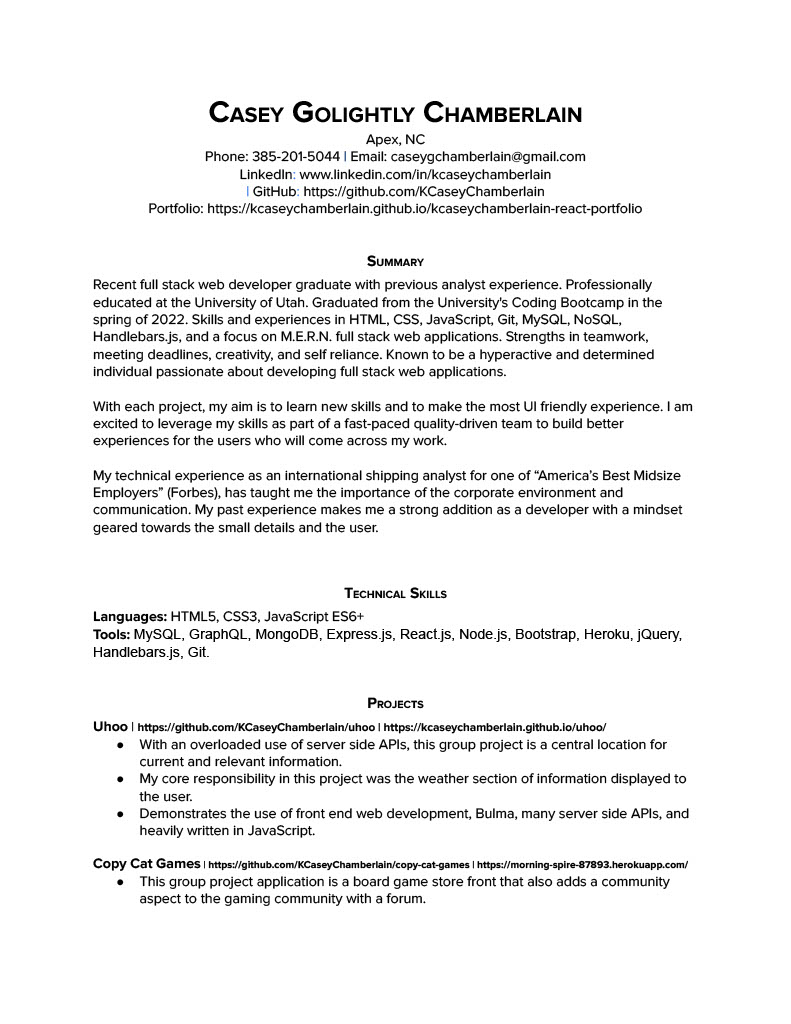 Casey Golightly Chamberlain
Apex, NC
Phone: 385-201-5044 | Email: caseygchamberlain@gmail.com
LinkedIn: www.linkedin.com/in/kcaseychamberlain
| GitHub: https://github.com/KCaseyChamberlain
Portfolio: https://kcaseychamberlain.github.io/kcaseychamberlain-react-portfolio
Summary
Recent full stack web developer graduate with previous analyst experience. Professionally
educated at the University of Utah. Graduated from the University's Coding Bootcamp in the
spring of 2022. Skills and experiences in HTML, CSS, JavaScript, Git, MySQL, NoSQL,
Handlebars.js, and a focus on M.E.R.N. full stack web applications. Strengths in teamwork,
meeting deadlines, creativity, and self reliance. Known to be a hyperactive and determined
individual passionate about developing full stack web applications.
With each project, my aim is to learn new skills and to make the most UI friendly experience. I am
excited to leverage my skills as part of a fast-paced quality-driven team to build better
experiences for the users who will come across my work.
My technical experience as an international shipping analyst for one of “America’s Best Midsize
Employers” (Forbes), has taught me the importance of the corporate environment and
communication. My past experience makes me a strong addition as a developer with a mindset
geared towards the small details and the user.
Technical Skills
Languages: HTML5, CSS3, JavaScript ES6+
Tools: MySQL, GraphQL, MongoDB, Express.js, React.js, Node.js, Bootstrap, Heroku, jQuery,
Handlebars.js, Git.
Projects
Uhoo | https://github.com/KCaseyChamberlain/uhoo | https://kcaseychamberlain.github.io/uhoo/
● With an overloaded use of server side APIs, this group project is a central location for
current and relevant information.
● My core responsibility in this project was the weather section of information displayed to
the user.
● Demonstrates the use of front end web development, Bulma, many server side APIs, and
heavily written in JavaScript.
Copy Cat Games | https://github.com/KCaseyChamberlain/copy-cat-games | https://morning-spire-87893.herokuapp.com/
● This group project application is a board game store front that also adds a community
aspect to the gaming community with a forum.